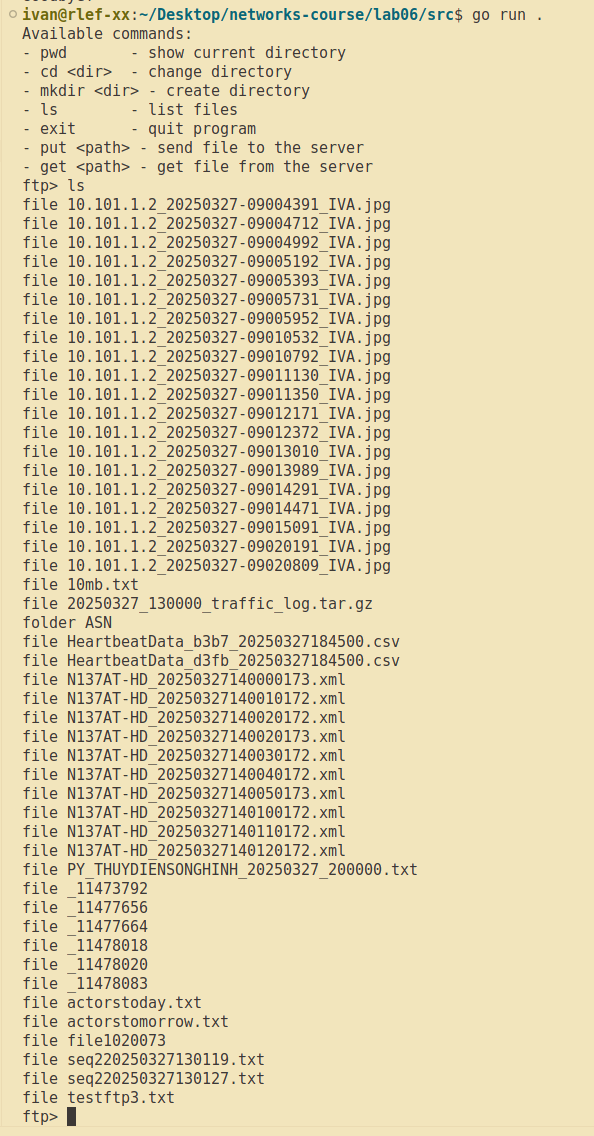 ivan@rlef-xx:~/Desktop/networks-course/lab06/src$ go run .
Available commands:
- pwd       - show current directory
- cd <dir>  - change directory
- mkdir <dir> - create directory
- ls        - list files
- exit      - quit program
- put <path> - send file to the server
- get <path> - get file from the server
ftp> ls
file 10.101.1.2_20250327-09004391_IVA.jpg
file 10.101.1.2_20250327-09004712_IVA.jpg
file 10.101.1.2_20250327-09004992_IVA.jpg
file 10.101.1.2_20250327-09005192_IVA.jpg
file 10.101.1.2_20250327-09005393_IVA.jpg
file 10.101.1.2_20250327-09005731_IVA.jpg
file 10.101.1.2_20250327-09005952_IVA.jpg
file 10.101.1.2_20250327-09010532_IVA.jpg
file 10.101.1.2_20250327-09010792_IVA.jpg
file 10.101.1.2_20250327-09011130_IVA.jpg
file 10.101.1.2_20250327-09011350_IVA.jpg
file 10.101.1.2_20250327-09012171_IVA.jpg
file 10.101.1.2_20250327-09012372_IVA.jpg
file 10.101.1.2_20250327-09013010_IVA.jpg
file 10.101.1.2_20250327-09013989_IVA.jpg
file 10.101.1.2_20250327-09014291_IVA.jpg
file 10.101.1.2_20250327-09014471_IVA.jpg
file 10.101.1.2_20250327-09015091_IVA.jpg
file 10.101.1.2_20250327-09020191_IVA.jpg
file 10.101.1.2_20250327-09020809_IVA.jpg
file 10mb.txt
file 20250327_130000_traffic_log.tar.gz
folder ASN
file HeartbeatData_b3b7_20250327184500.csv
file HeartbeatData_d3fb_20250327184500.csv
file N137AT-HD_20250327140000173.xml
file N137AT-HD_20250327140010172.xml
file N137AT-HD_20250327140020172.xml
file N137AT-HD_20250327140020173.xml
file N137AT-HD_20250327140030172.xml
file N137AT-HD_20250327140040172.xml
file N137AT-HD_20250327140050173.xml
file N137AT-HD_20250327140100172.xml
file N137AT-HD_20250327140110172.xml
file N137AT-HD_20250327140120172.xml
file PY_THUYDIENSONGHINH_20250327_200000.txt
file _11473792
file _11477656
file _11477664
file _11478018
file _11478020
file _11478083
file actorstoday.txt
file actorstomorrow.txt
file file1020073
file seq220250327130119.txt
file seq220250327130127.txt
file testftp3.txt
ftp>